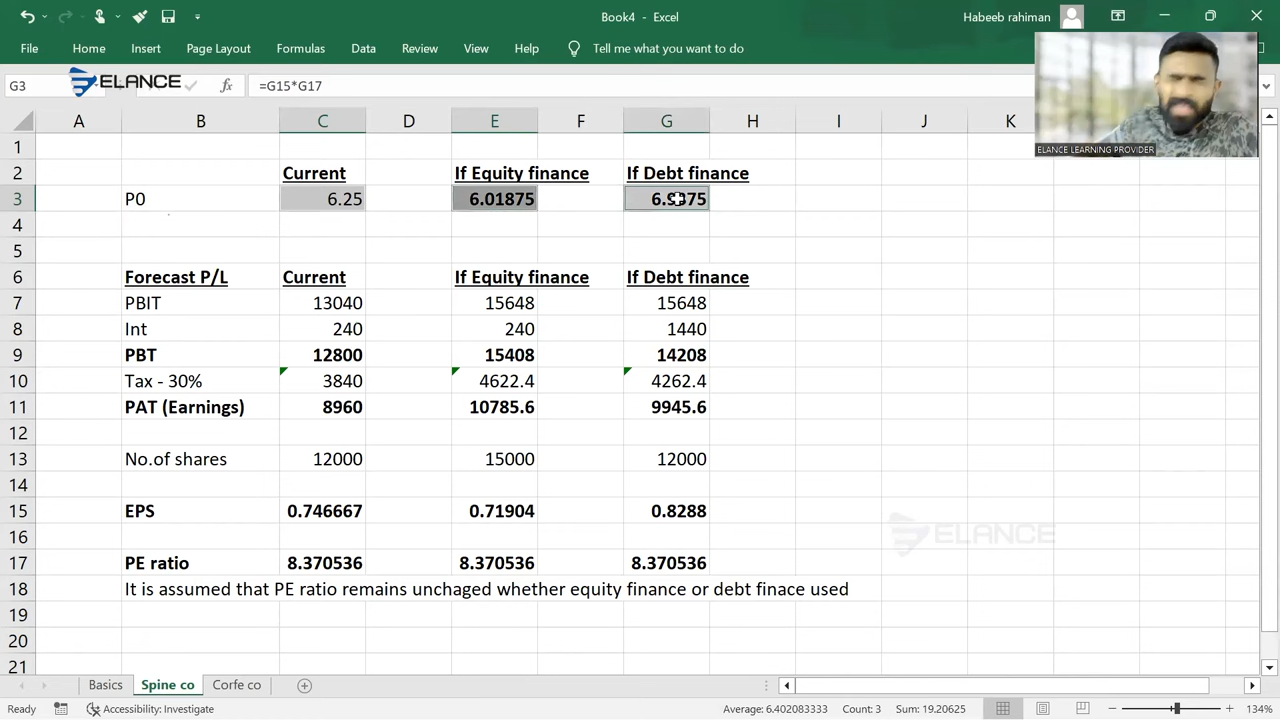 Book4 - Excel
Habeeb rahiman
File Home Insert Page Layout Formulas Data Review View Help Tell me what you want to do
G3 fx =G15*G17
ELANCE
ELANCE LEARNING PROVIDER
A B C D E F G H I J K
1
2 Current If Equity finance If Debt finance
3 P0 6.25 6.01875
4
5
6 Forecast P/L Current If Equity finance If Debt finance
7 PBIT 13040 15648 15648
8 Int 240 240 1440
9 PBT 12800 15408 14208
10 Tax - 30% 3840 4622.4 4262.4
11 PAT (Earnings) 8960 10785.6 9945.6
12
13 No.of shares 12000 15000 12000
14
15 EPS 0.746667 0.71904 0.8288
16
ELANCE
17 PE ratio 8.370536 8.370536 8.370536
18 It is assumed that PE ratio remains unchaged whether equity finance or debt finace used
19
20
21
Basics Spine co Corfe co
Ready Accessibility: Investigate Average: 6.402083333 Count: 3 Sum: 19.20625 134%